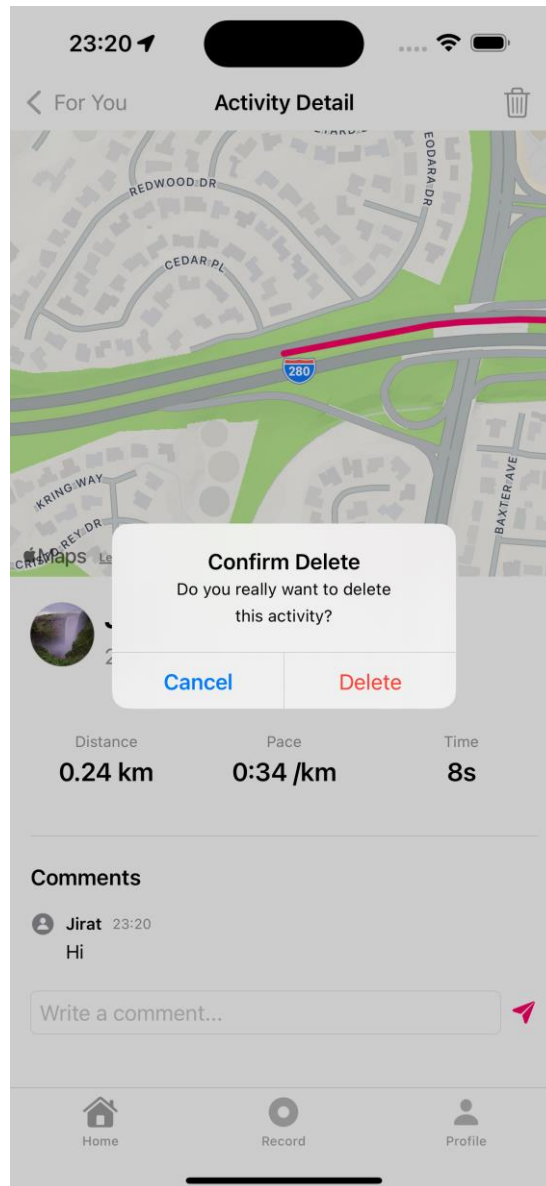 23:20
For You
Activity Detail
REDWOOD DR
CEDAR PL
280
KRING WAY
BAXTER AVE
Maps
Confirm Delete
Do you really want to delete
this activity?
Cancel
Delete
Distance
Pace
Time
0.24 km
0:34 /km
8s
Comments
Jirat 23:20
Hi
Write a comment...
Home
Record
Profile